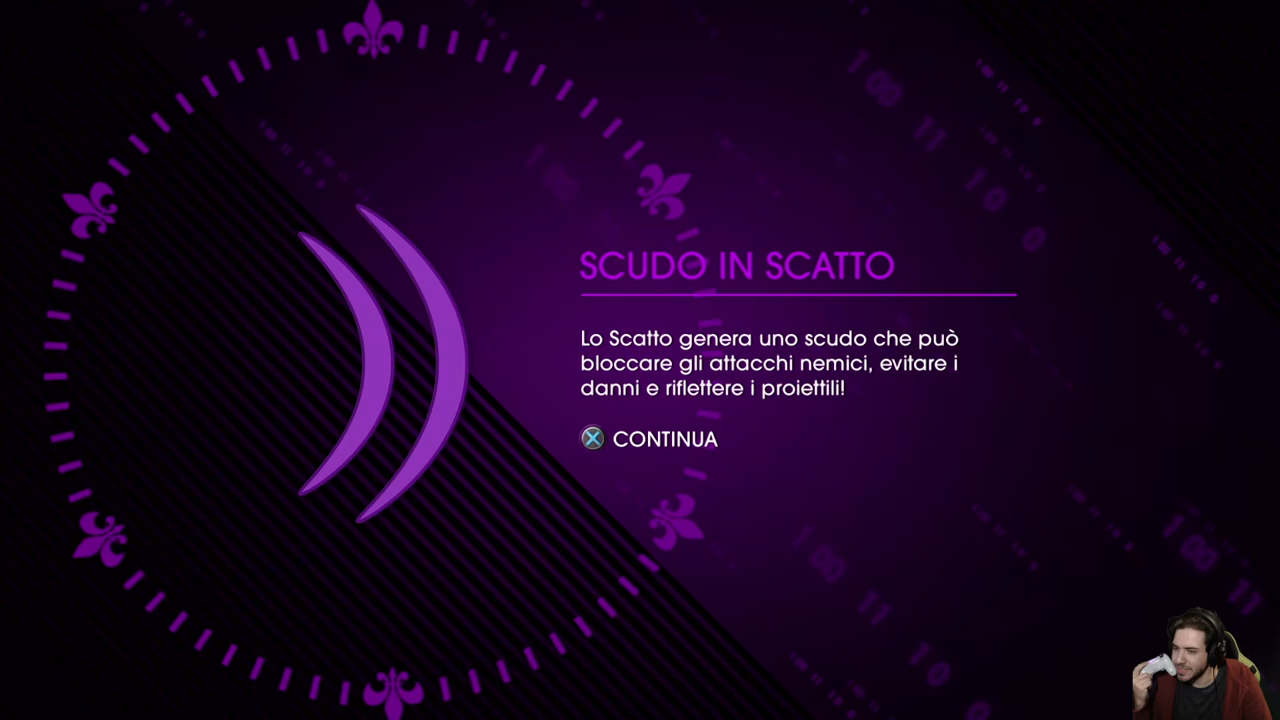 SCUDO IN SCATTO
Lo Scatto genera uno scudo che può
bloccare gli attacchi nemici, evitare i
danni e riflettere i proiettili!
CONTINUA